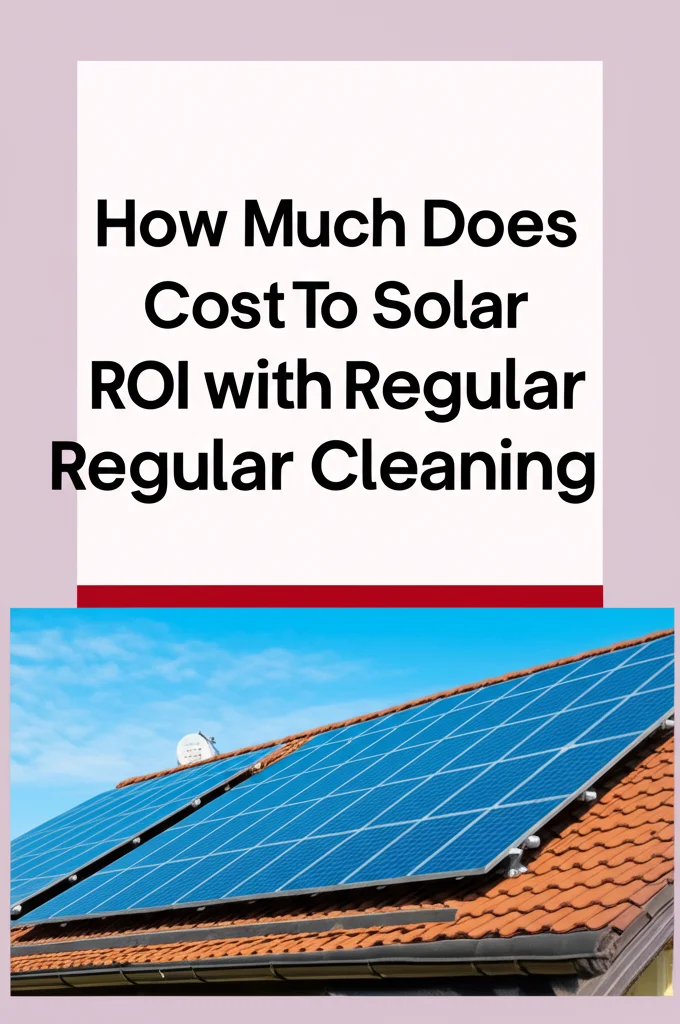 How Much Does
Cost To Solar
ROI with Regular
Regular Cleaning